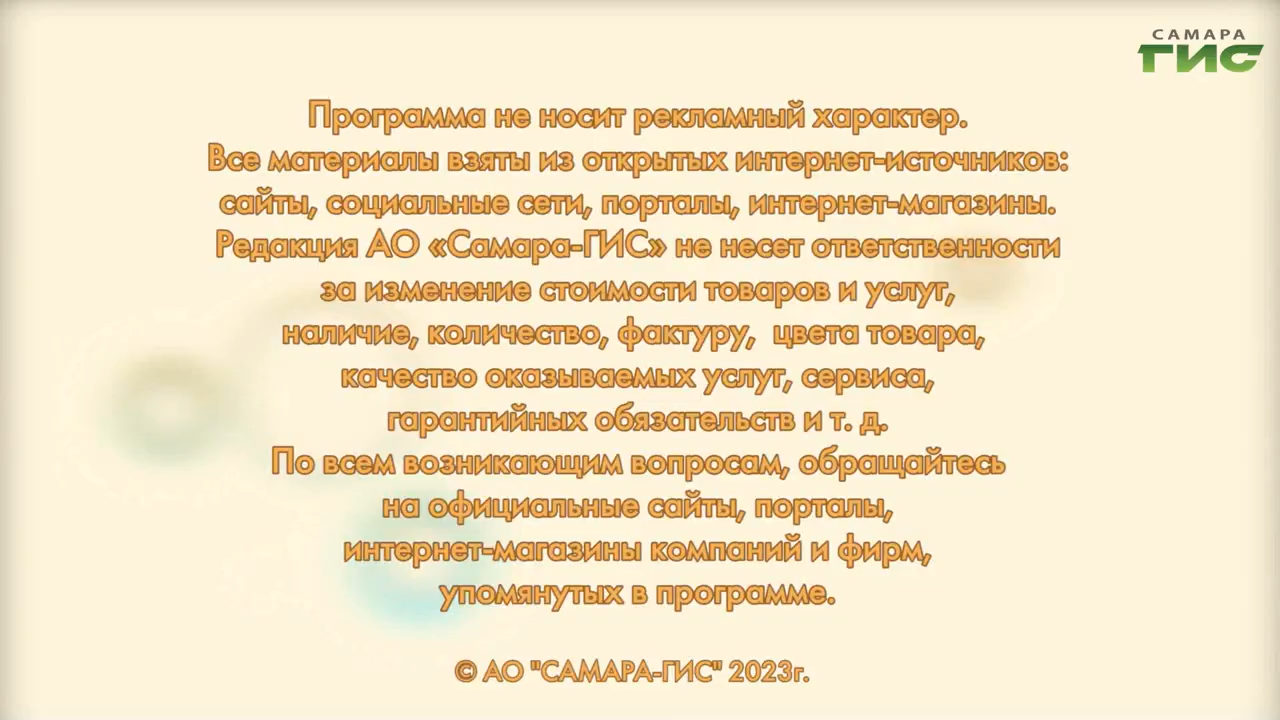 САМАРА
ГИС
Программа не носит рекламный характер.
Все материалы взяты из открытых интернет-источников:
сайты, социальные сети, порталы, интернет-магазины.
Редакция АО «Самара-ГИС» не несет ответственности
за изменение стоимости товаров и услуг,
наличие, количество, фактуру, цвета товара,
качество оказываемых услуг, сервиса,
гарантийных обязательств и т. д.
По всем возникающим вопросам, обращайтесь
на официальные сайты, порталы,
интернет-магазины компаний и фирм,
упомянутых в программе.
© АО "САМАРА-ГИС" 2023г.